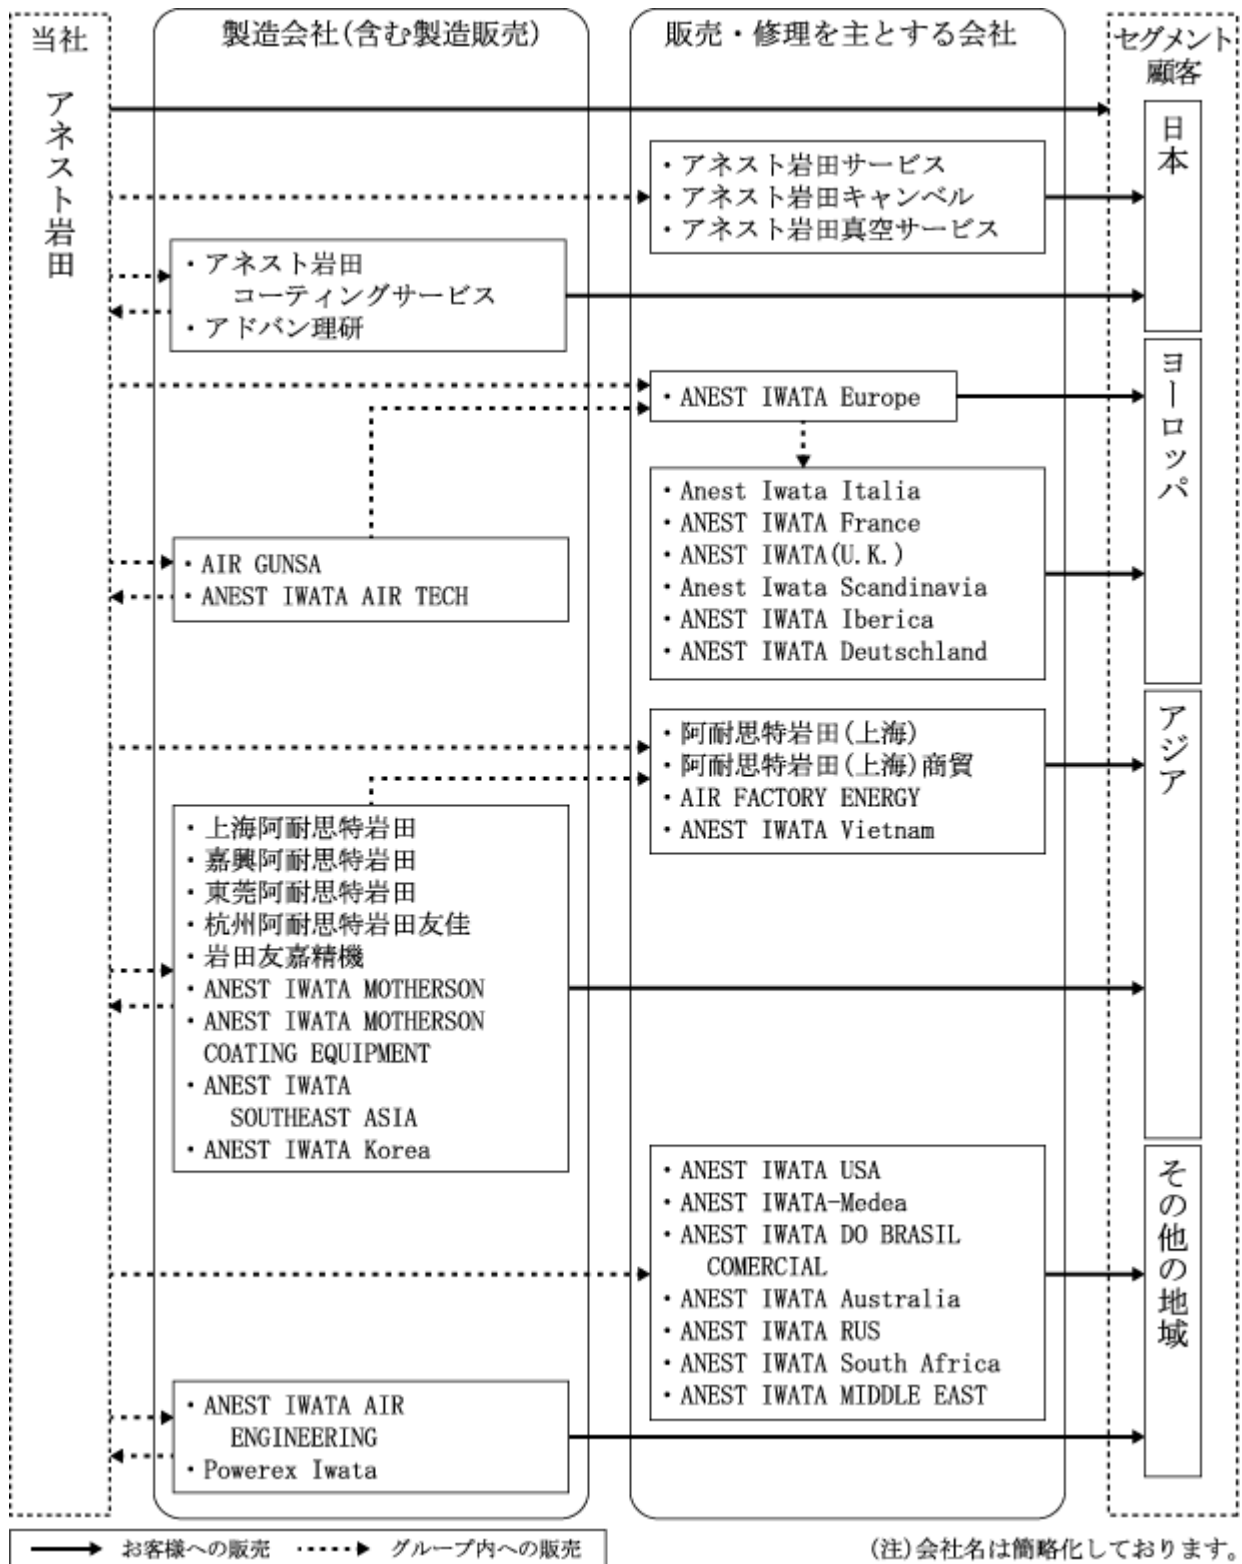 当社
アネスト岩田
製造会社(含む製造販売)
販売・修理を主とする会社
セグメント
顧客
日本
・アネスト岩田サービス
・アネスト岩田キャンベル
・アネスト岩田真空サービス
・アネスト岩田
コーティングサービス
・アドバン理研
ヨーロッパ
・ANEST IWATA Europe
・Anest Iwata Italia
・ANEST IWATA France
・ANEST IWATA(U.K.)
・Anest Iwata Scandinavia
・ANEST IWATA Iberica
・ANEST IWATA Deutschland
・AIR GUNSA
・ANEST IWATA AIR TECH
アジア
・阿耐思特岩田(上海)
・阿耐思特岩田(上海)商貿
・AIR FACTORY ENERGY
・ANEST IWATA Vietnam
・上海阿耐思特岩田
・嘉興阿耐思特岩田
・東莞阿耐思特岩田
・杭州阿耐思特岩田友佳
・岩田友嘉精機
・ANEST IWATA MOTHERSON
・ANEST IWATA MOTHERSON
COATING EQUIPMENT
・ANEST IWATA
SOUTHEAST ASIA
・ANEST IWATA Korea
その他の地域
・ANEST IWATA USA
・ANEST IWATA-Medea
・ANEST IWATA DO BRASIL
COMERCIAL
・ANEST IWATA Australia
・ANEST IWATA RUS
・ANEST IWATA South Africa
・ANEST IWATA MIDDLE EAST
・ANEST IWATA AIR
ENGINEERING
・Powerex Iwata
お客様への販売
グループ内への販売
(注)会社名は簡略化しております。